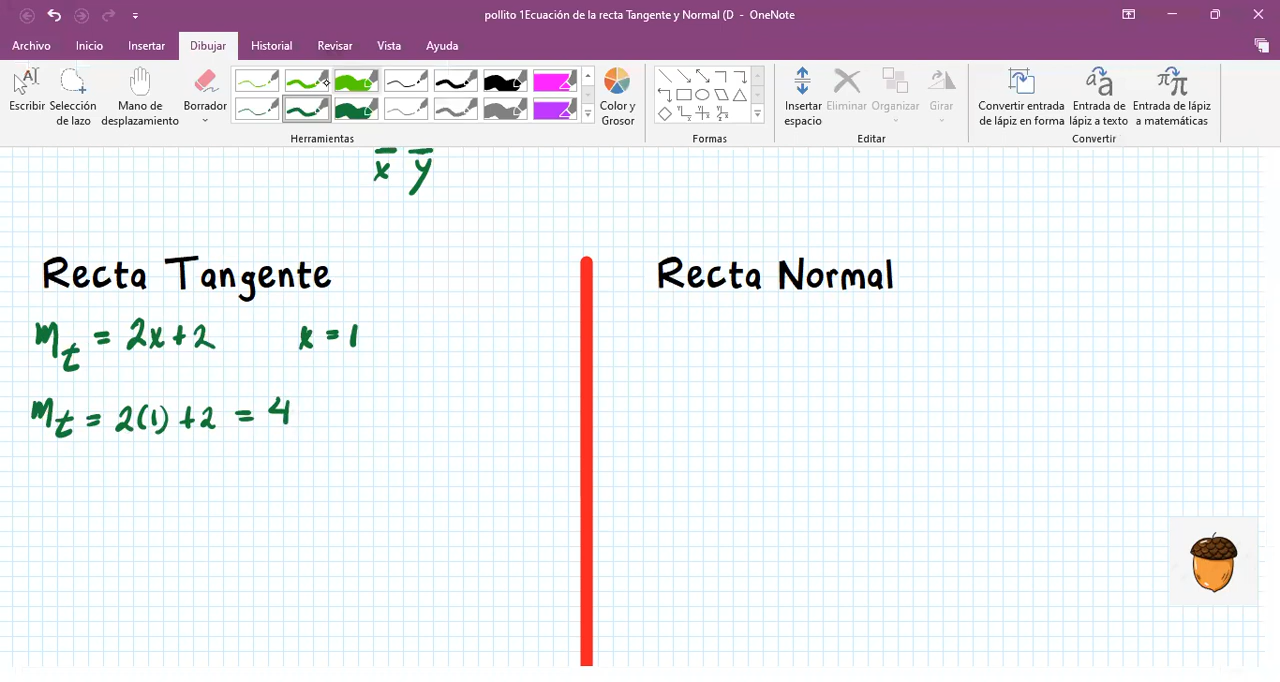 pollito 1Ecuación de la recta Tangente y Normal (D - OneNote
Archivo Inicio Insertar Dibujar Historial Revisar Vista Ayuda
Escribir
Selección de lazo
Mano de desplazamiento
Borrador
Color y Grosor
Insertar espacio
Eliminar
Organizar
Girar
Convertir entrada de lápiz en forma
Entrada de lápiz a texto
Entrada de lápiz a matemáticas
Herramientas Formas Editar Convertir
x y
Recta Tangente
m_t = 2x+2 x = 1
m_t = 2(1) +2 = 4
Recta Normal